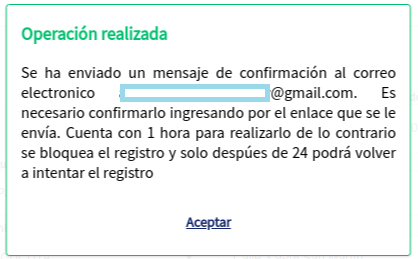 Operación realizada
Se ha enviado un mensaje de confirmación al correo
electronico @gmail.com. Es
necesario confirmarlo ingresando por el enlace que se le
envía. Cuenta con 1 hora para realizarlo de lo contrario
se bloquea el registro y solo despúes de 24 podrá volver
a intentar el registro
Aceptar